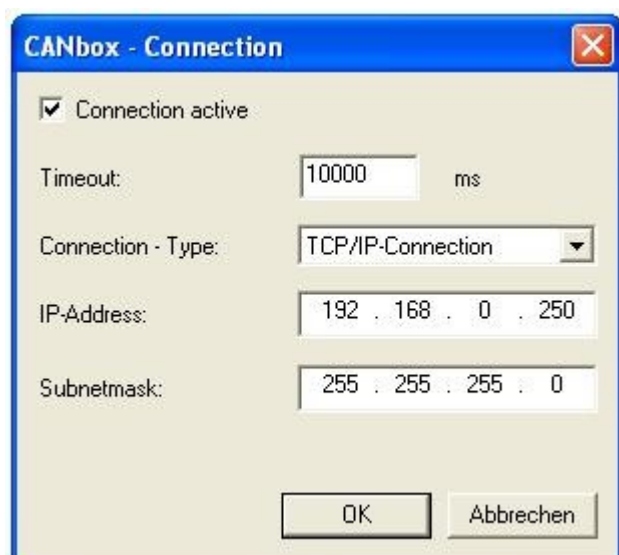 CANbox - Connection
Connection active
Timeout: 10000 ms
Connection - Type: TCP/IP-Connection
IP-Address: 192 . 168 . 0 . 250
Subnetmask: 255 . 255 . 255 . 0
OK Abbrechen